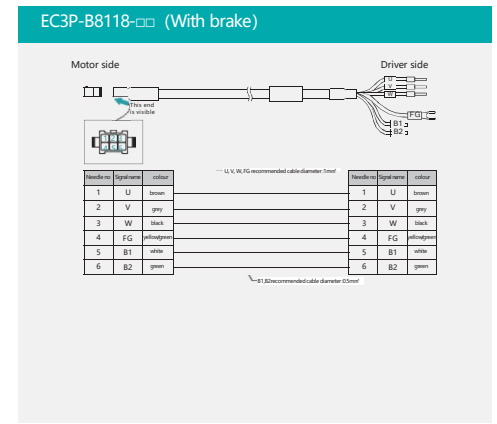 EC3P-B8118-□□ (With brake)
Motor side
Driver side
U
V
W
This end
is visible
FG
B1
B2
U, V, W, FG recommended cable diameter: 1mm²
Needle no Signal name colour
1 U brown
2 V grey
3 W black
4 FG yellow/green
5 B1 white
6 B2 green
Needle no Signal name colour
1 U brown
2 V grey
3 W black
4 FG yellow/green
5 B1 white
6 B2 green
B1,B2 recommended cable diameter: 0.5mm²